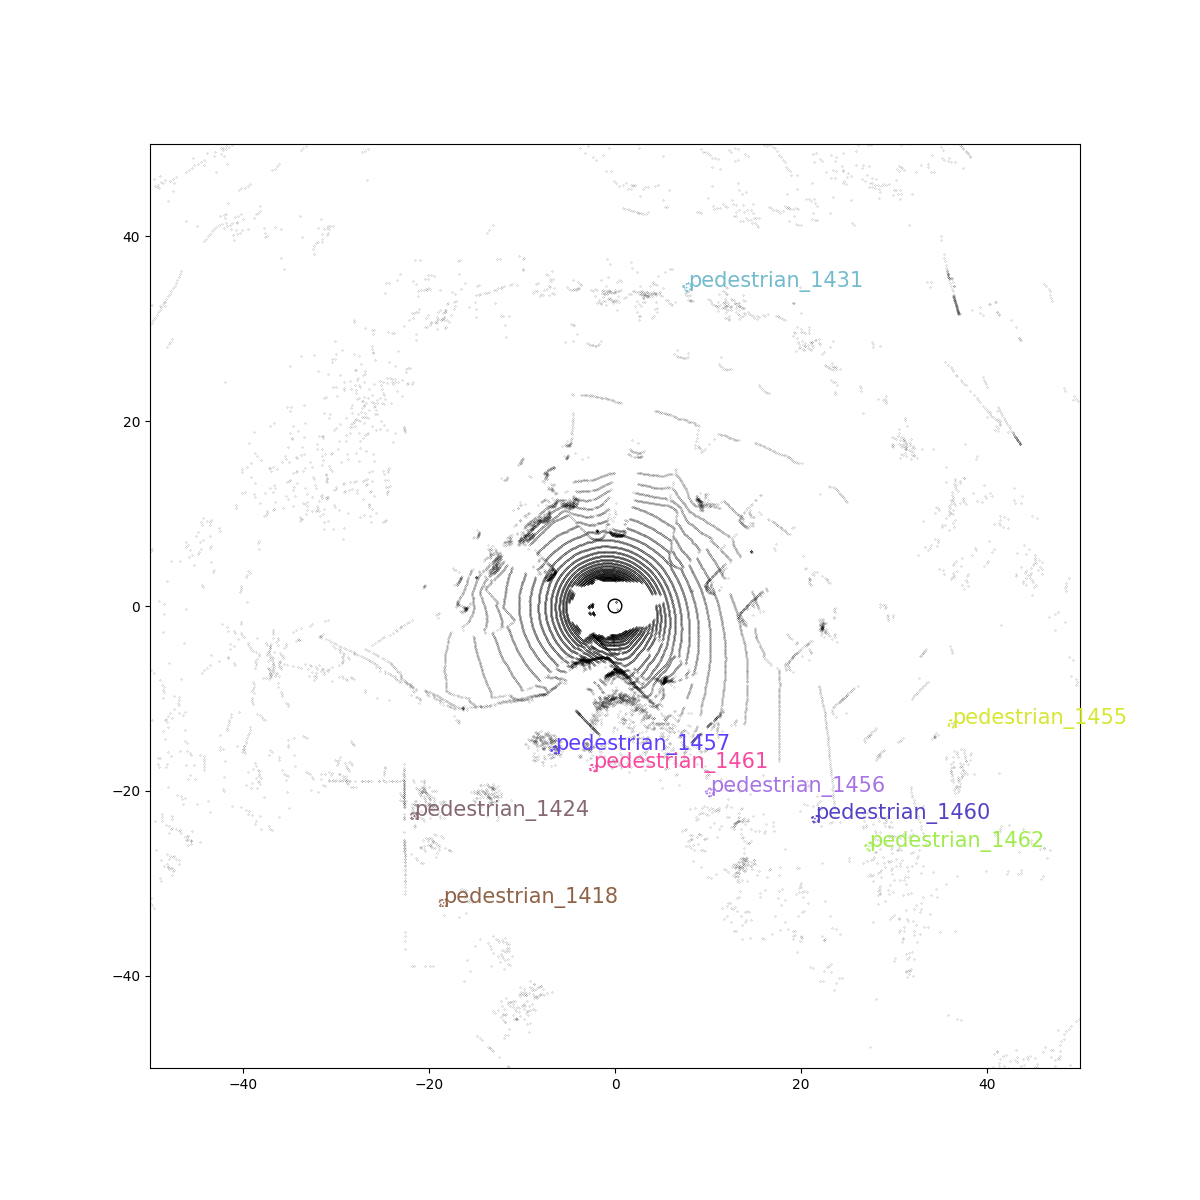 40
20
0
−20
−40
−40
−20
0
20
40
pedestrian_1431
pedestrian_1455
pedestrian_1457
pedestrian_1461
pedestrian_1456
pedestrian_1424
pedestrian_1460
pedestrian_1462
pedestrian_1418